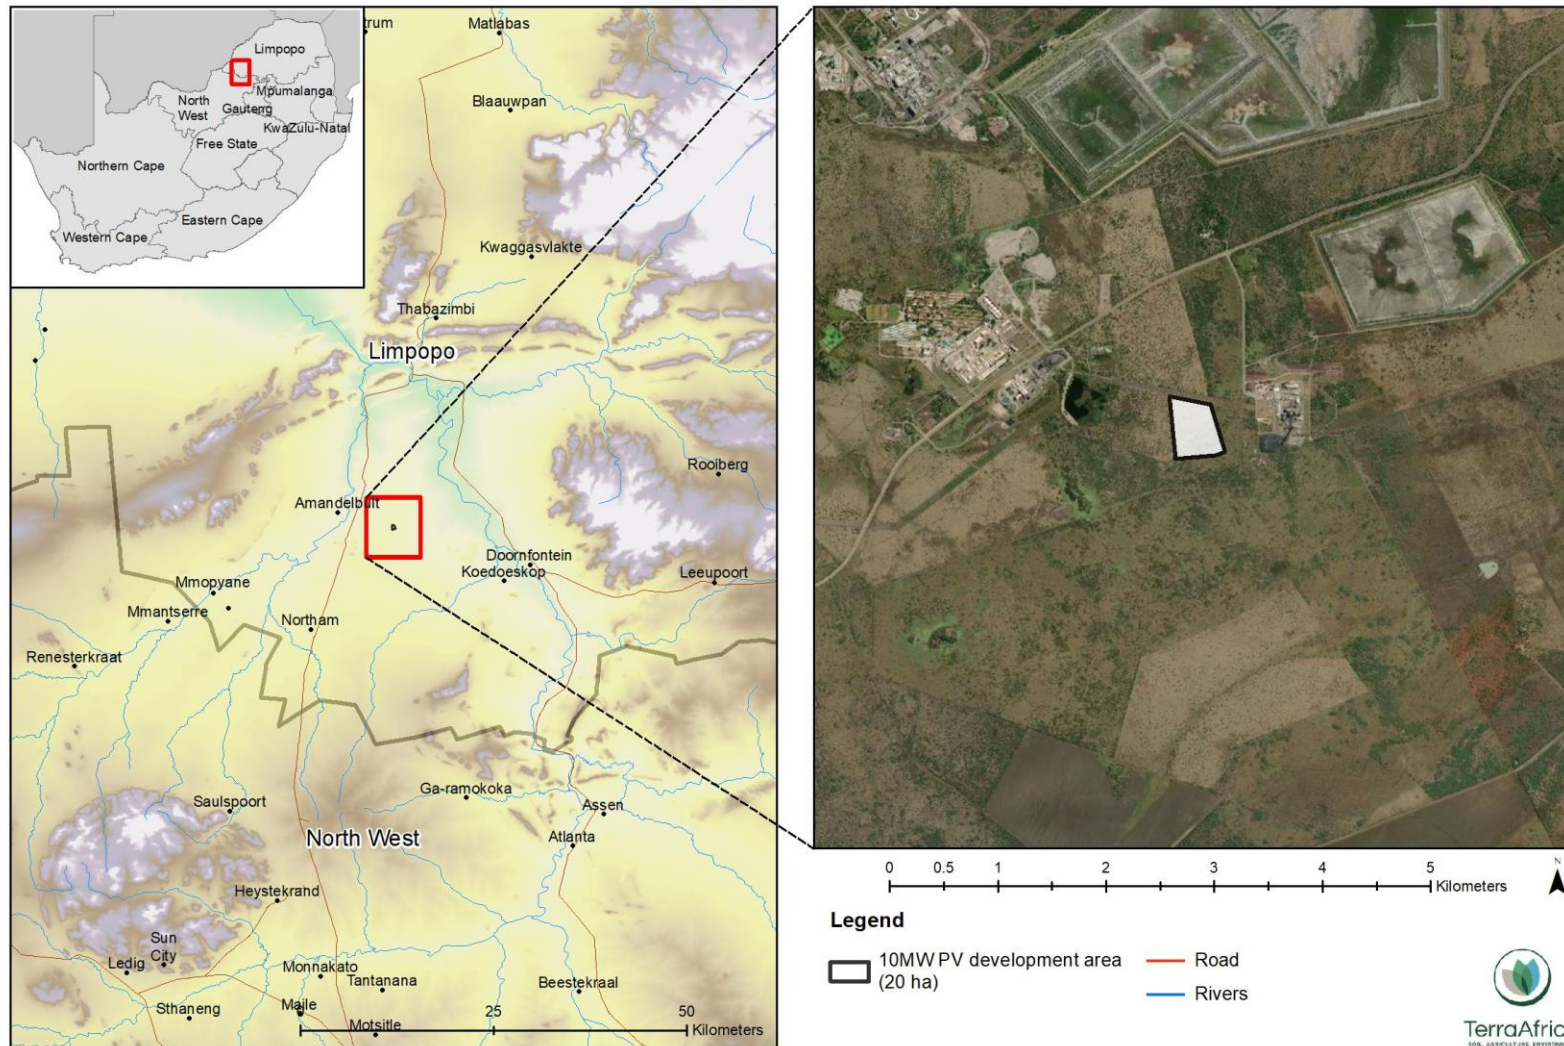 Limpopo
North
West
Mpumalanga
Gauteng
KwaZulu-Natal
Free State
Northern Cape
Eastern Cape
Western Cape
trum
Matlabas
Blaauwpan
Kwaggasvlakte
Thabazimbi
Limpopo
Rooiberg
Amandelbult
Doornfontein
Koedoeskop
Leeupoort
Mmopyane
Mmantserre
Northam
Renesterkraat
Ga-ramokoka
Saulspoort
Assen
North West
Atlanta
Heystekrand
Sun
City
Ledig
Monnakato
Tantanana
Beestekraal
Sthaneng
Maile
Motsitle
25
50
Kilometers
0
0.5
1
2
3
4
5
Kilometers
N
Legend
10MW PV development area
(20 ha)
Road
Rivers
TerraAfric
SOIL AGRICULTURE ENVIRONM